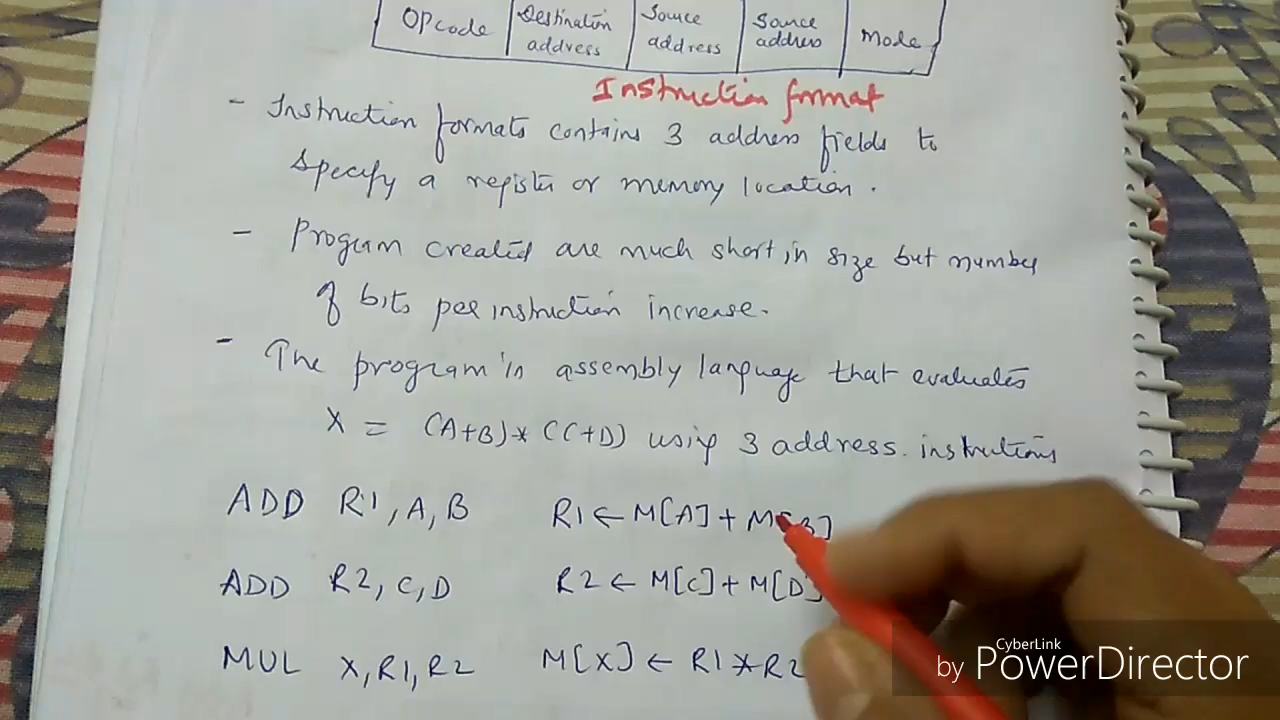 Opcode Destination address Source address Source address Mode
Instruction format
- Instruction formats contains 3 address fields to
specify a register or memory location.
- Program created are much short in size but number
of bits per instruction increase.
- The program in assembly language that evaluates
X = (A+B)*(C+D) using 3 address instructions
ADD R1, A, B R1 ← M[A] + M[B]
ADD R2, C, D R2 ← M[C] + M[D]
MUL X, R1, R2 M[X] ← R1 * R2
CyberLink
by PowerDirector